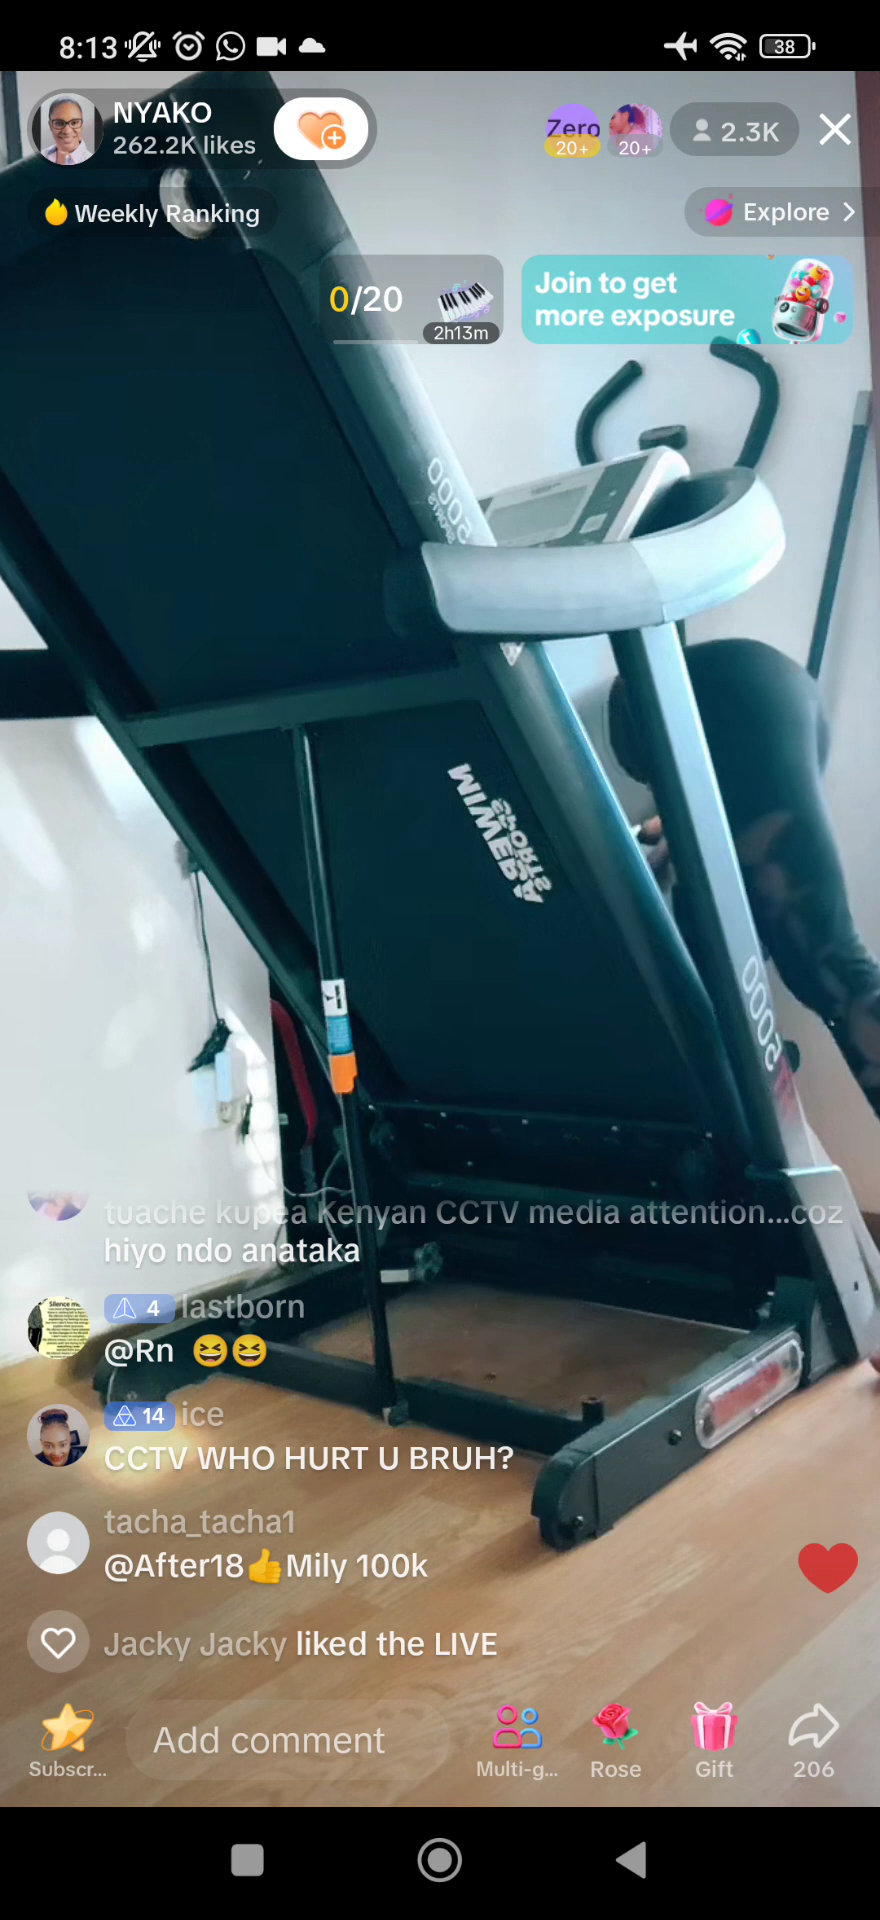 8:13
38
NYAKO
262.2K likes
Zero
20+
20+
2.3K
Weekly Ranking
Explore
0/20
2h13m
Join to get
more exposure
5000
AMERICA
SPORTS
5000
tuache kupea Kenyan CCTV media attention...coz
hiyo ndo anataka
4 lastborn
@Rn 😆😆
14 ice
CCTV WHO HURT U BRUH?
tacha_tacha1
@After18👍Mily 100k
Jacky Jacky liked the LIVE
Subscr...
Add comment
Multi-g...
Rose
Gift
206